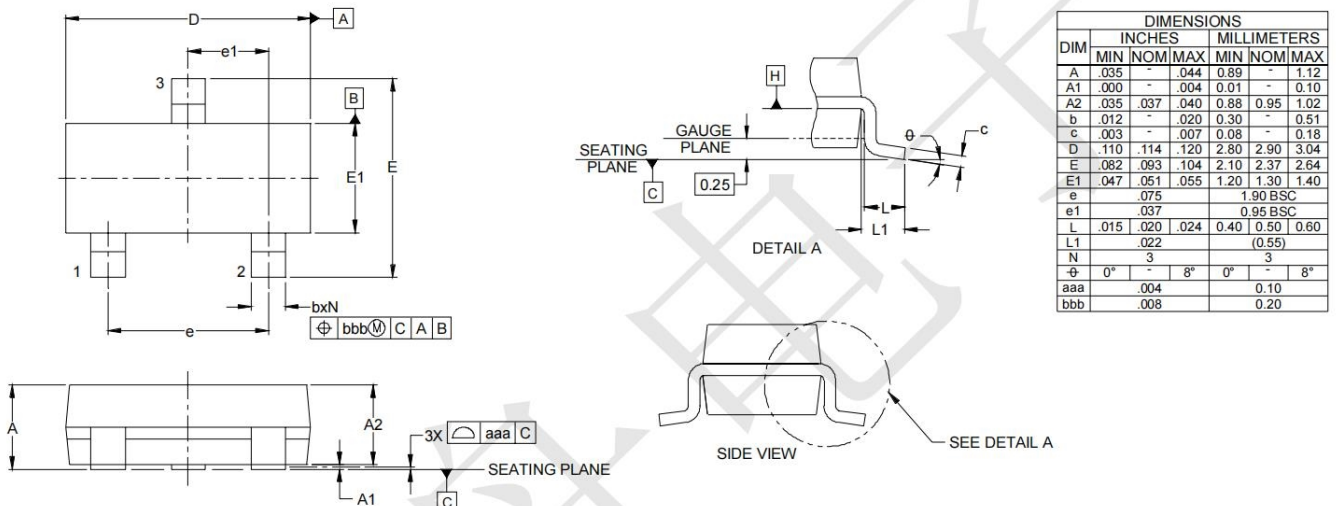 D
A
e1
3
B
E1
E
1
2
bxN
e
⌖ bbbⓂ C A B
A
A2
3X ⌓ aaa C
SEATING PLANE
A1
C
H
GAUGE
PLANE
SEATING
PLANE
C
0.25
θ
c
L
L1
DETAIL A
SIDE VIEW
SEE DETAIL A
DIMENSIONS
DIM INCHES MILLIMETERS
MIN NOM MAX MIN NOM MAX
A .035 - .044 0.89 - 1.12
A1 .000 - .004 0.01 - 0.10
A2 .035 .037 .040 0.88 0.95 1.02
b .012 - .020 0.30 - 0.51
c .003 - .007 0.08 - 0.18
D .110 .114 .120 2.80 2.90 3.04
E .082 .093 .104 2.10 2.37 2.64
E1 .047 .051 .055 1.20 1.30 1.40
e .075 1.90 BSC
e1 .037 0.95 BSC
L .015 .020 .024 0.40 0.50 0.60
L1 .022 (0.55)
N 3 3
θ 0° - 8° 0° - 8°
aaa .004 0.10
bbb .008 0.20